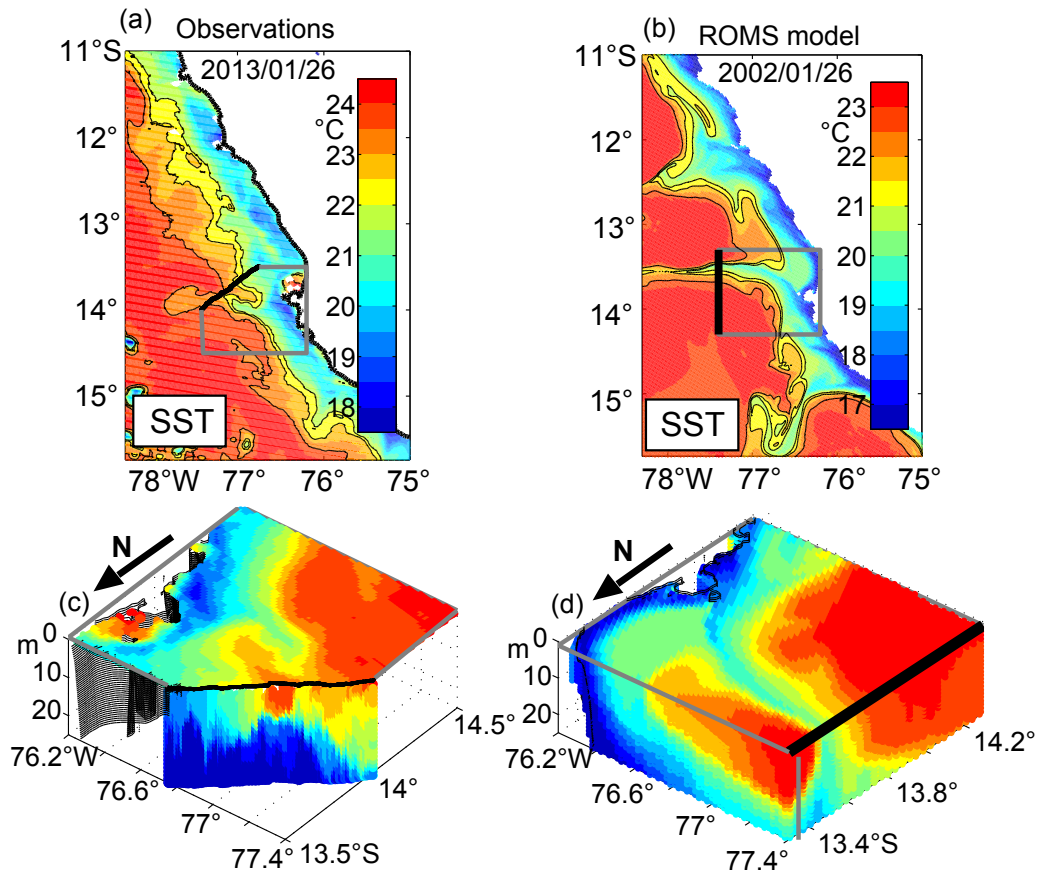 (a)
Observations
11°S
2013/01/26
24
°C
12°
23
22
13°
21
14°
20
19
15°
18
SST
78°W 77° 76° 75°
(b)
ROMS model
11°S
2002/01/26
23
°C
12°
22
21
13°
20
14°
19
18
15°
17
SST
78°W 77° 76° 75°
N
(c)
0
m
10
20
76.2°W
76.6°
77°
77.4°
13.5°S
14°
14.5°
N
(d)
0
m
10
20
76.2°W
76.6°
77°
77.4°
13.4°S
13.8°
14.2°